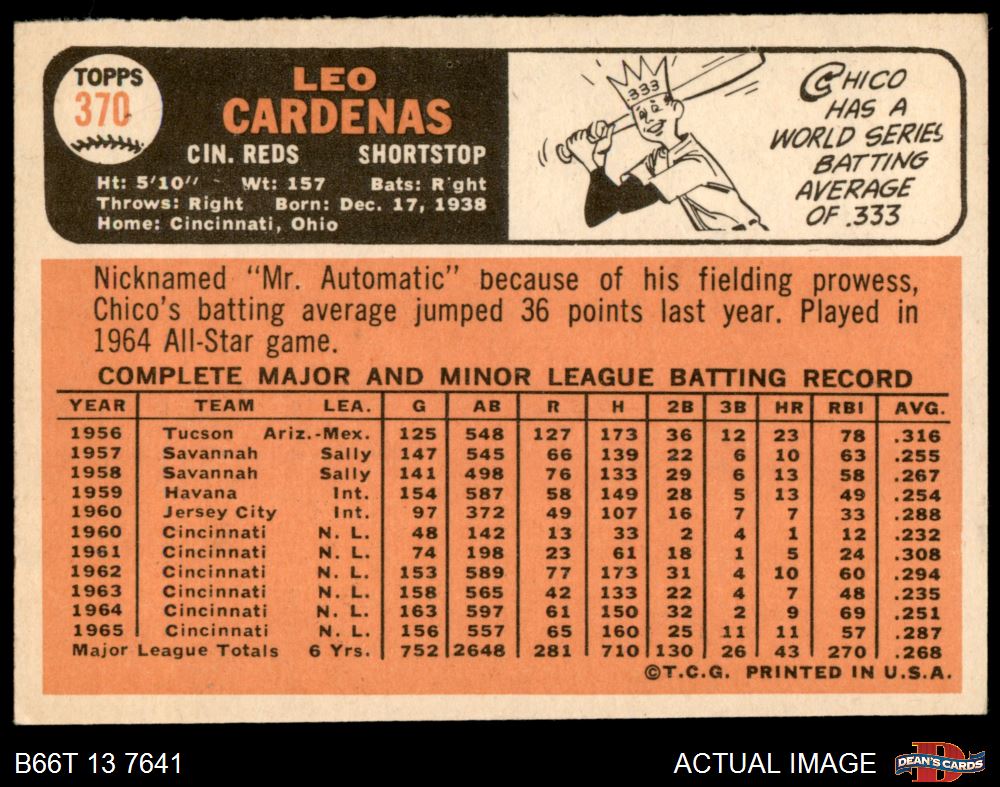 TOPPS
370
LEO
CARDENAS
CIN. REDS SHORTSTOP
Ht: 5'10" Wt: 157 Bats: R ght
Throws: Right Born: Dec. 17, 1938
Home: Cincinnati, Ohio
.333
CHICO
HAS A
WORLD SERIES
BATTING
AVERAGE
OF .333
Nicknamed "Mr. Automatic" because of his fielding prowess,
Chico's batting average jumped 36 points last year. Played in
1964 All-Star game.
COMPLETE MAJOR AND MINOR LEAGUE BATTING RECORD
YEAR TEAM LEA. G AB R H 2B 3B HR RBI AVG.
1956 Tucson Ariz.-Mex. 125 548 127 173 36 12 23 78 .316
1957 Savannah Sally 147 545 66 139 22 6 10 63 .255
1958 Savannah Sally 141 498 76 133 29 6 13 58 .267
1959 Havana Int. 154 587 58 149 28 5 13 49 .254
1960 Jersey City Int. 97 372 49 107 16 7 7 33 .288
1960 Cincinnati N. L. 48 142 13 33 2 4 1 12 .232
1961 Cincinnati N. L. 74 198 23 61 18 1 5 24 .308
1962 Cincinnati N. L. 153 589 77 173 31 4 10 60 .294
1963 Cincinnati N. L. 158 565 42 133 22 4 7 48 .235
1964 Cincinnati N. L. 163 597 61 150 32 2 9 69 .251
1965 Cincinnati N. L. 156 557 65 160 25 11 11 57 .287
Major League Totals 6 Yrs. 752 2648 281 710 130 26 43 270 .268
©T.C.G. PRINTED IN U.S.A.
B66T 13 7641
ACTUAL IMAGE
D
DEAN'S CARDS